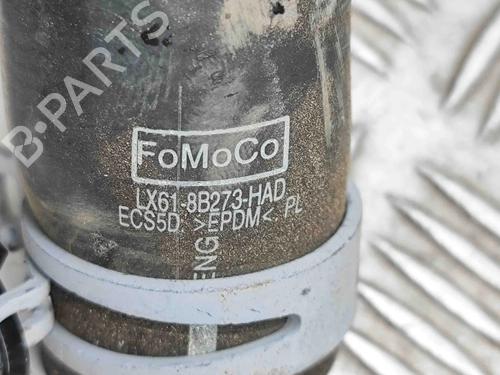 B-PARTS
FoMoCo
LX61-8B273-HAD
ECS5D >EPDM< PL
ENG